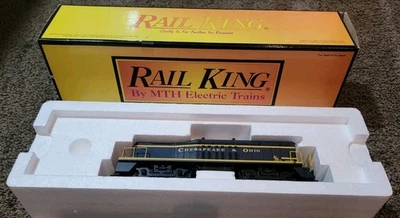 RAIL KING
RAIL KING
By MTH Electric Trains
CHESAPEAKE & OHIO